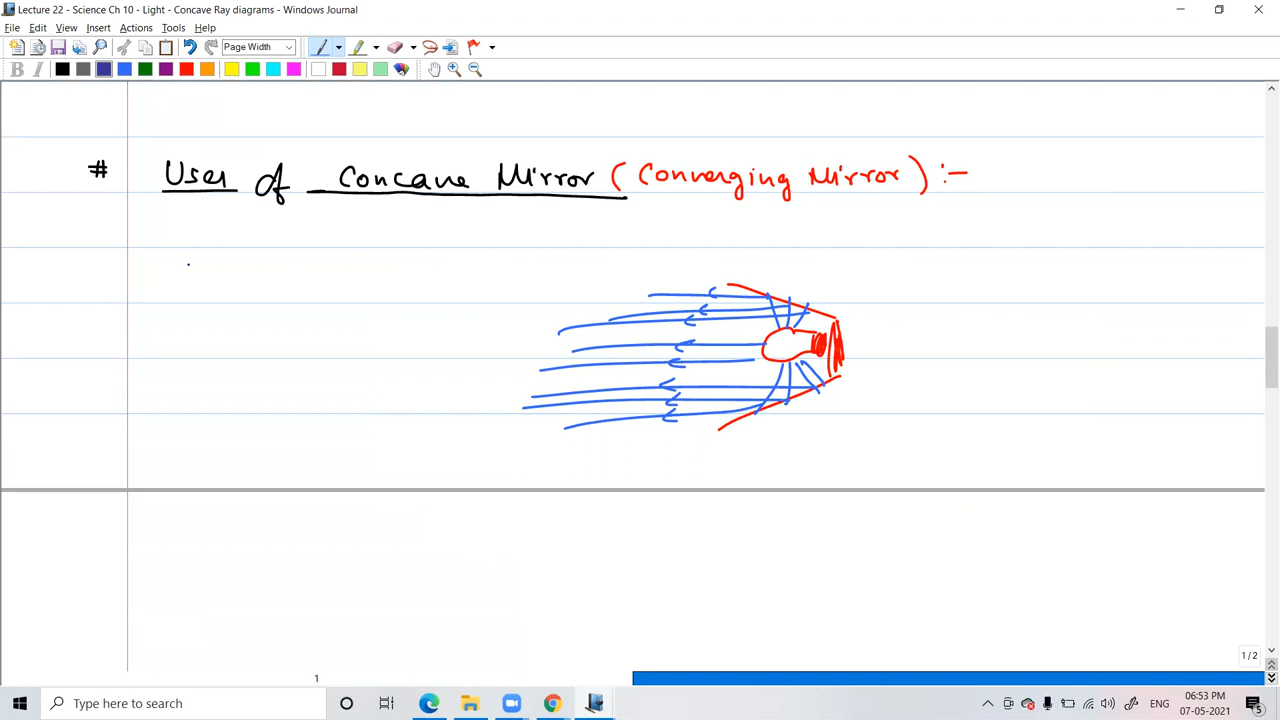 Lecture 22 - Science Ch 10 - Light - Concave Ray diagrams - Windows Journal
File Edit View Insert Actions Tools Help
Page Width
B I
# Uses of Concave Mirror (Converging Mirror) :-
1/2
1
Type here to search
06:53 PM
ENG
07-05-2021
5